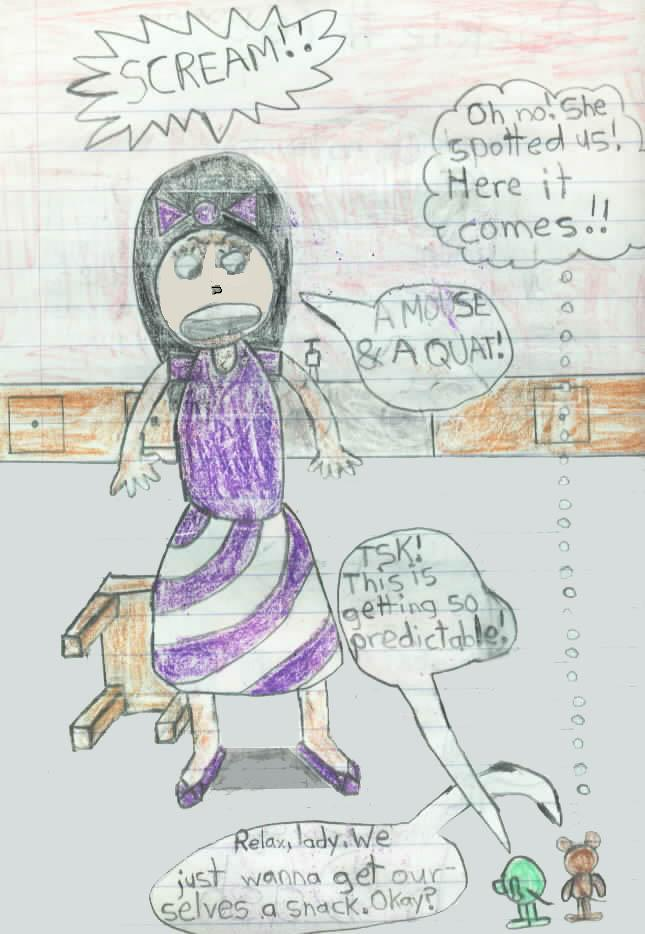 SCREAM!!
Oh no! She
spotted us!
Here it
comes!!
A MOUSE
& A QUAT!
TSK!
This is
getting so
predictable!
Relax, lady. We
just wanna get our-
selves a snack. Okay?